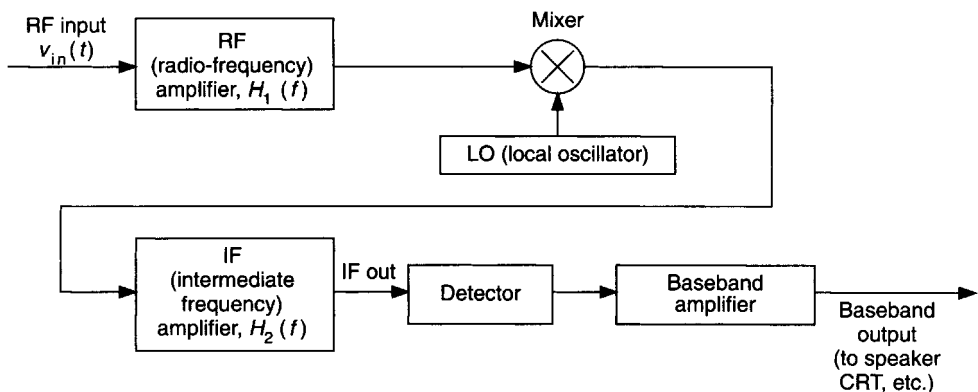 RF input
v_in(t)
RF
(radio-frequency)
amplifier, H_1 (f)
Mixer
LO (local oscillator)
IF
(intermediate
frequency)
amplifier, H_2 (f)
IF out
Detector
Baseband
amplifier
Baseband
output
(to speaker
CRT, etc.)